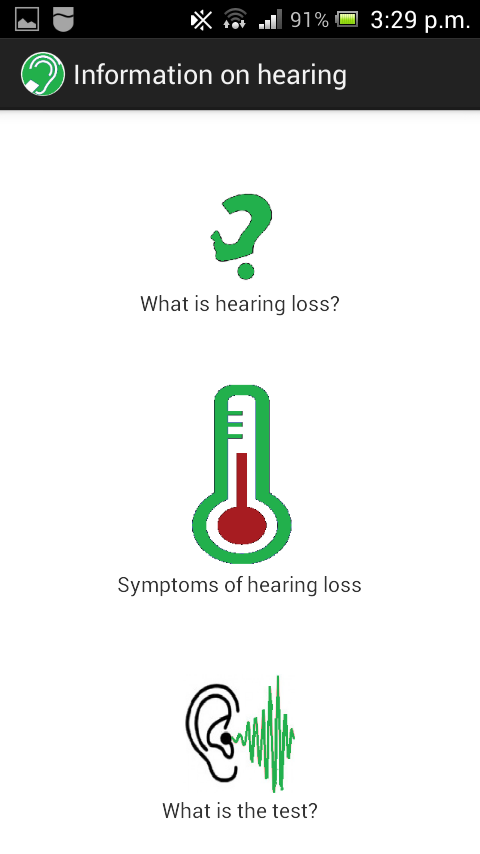 91% 3:29 p.m.
Information on hearing
What is hearing loss?
Symptoms of hearing loss
What is the test?